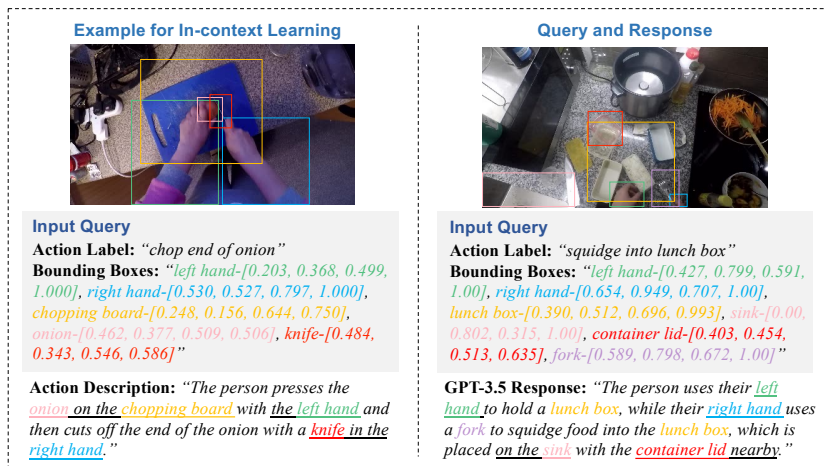 Example for In-context Learning
Input Query
Action Label: “chop end of onion”
Bounding Boxes: “left hand-[0.203, 0.368, 0.499,
1.000], right hand-[0.530, 0.527, 0.797, 1.000],
chopping board-[0.248, 0.156, 0.644, 0.750],
onion-[0.462, 0.377, 0.509, 0.506], knife-[0.484,
0.343, 0.546, 0.586]”
Action Description: “The person presses the
onion on the chopping board with the left hand and
then cuts off the end of the onion with a knife in the
right hand.”
Query and Response
Input Query
Action Label: “squidge into lunch box”
Bounding Boxes: “left hand-[0.427, 0.799, 0.591,
1.00], right hand-[0.654, 0.949, 0.707, 1.00],
lunch box-[0.390, 0.512, 0.696, 0.993], sink-[0.00,
0.802, 0.315, 1.00], container lid-[0.403, 0.454,
0.513, 0.635], fork-[0.589, 0.798, 0.672, 1.00]”
GPT-3.5 Response: “The person uses their left
hand to hold a lunch box, while their right hand uses
a fork to squidge food into the lunch box, which is
placed on the sink with the container lid nearby.”